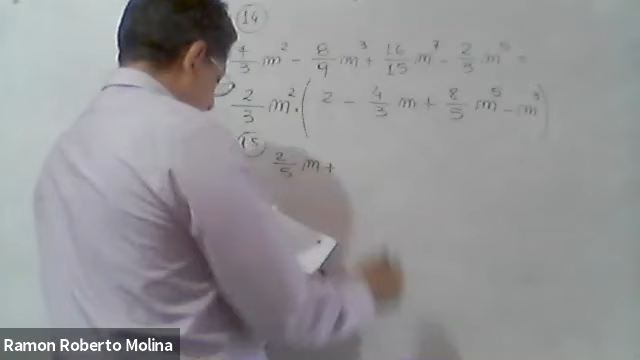 14
4/3 m² - 8/9 m³ + 16/15 m⁷ - 2/3 m⁵ =
2/3 m² · ( 2 - 4/3 m + 8/5 m⁵ - m³ )
15
2/5 m +
Ramon Roberto Molina